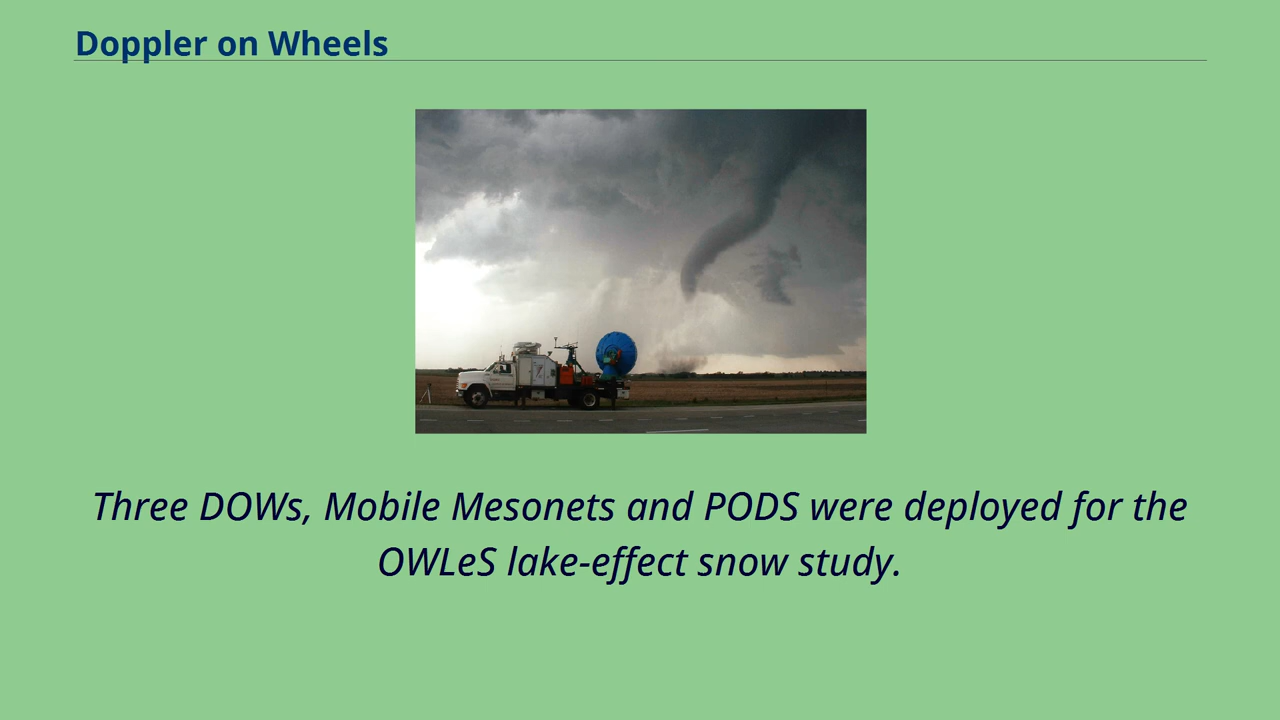 Doppler on Wheels
Three DOWs, Mobile Mesonets and PODS were deployed for the
OWLeS lake-effect snow study.